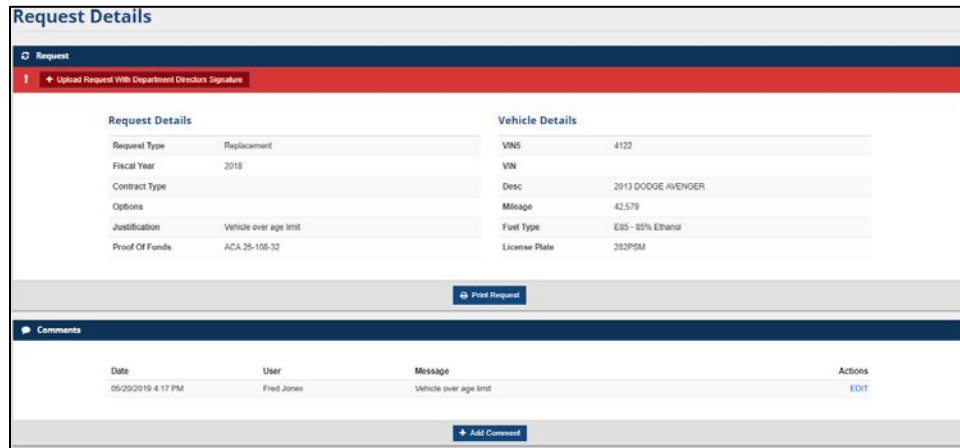 Request Details
Request
! + Upload Request With Department Directors Signature
Request Details
Request Type Replacement
Fiscal Year 2018
Contract Type
Options
Justification Vehicle over age limit
Proof Of Funds ACA 25-108-32
Vehicle Details
VIN5 4122
VIN
Desc 2013 DODGE AVENGER
Mileage 42,579
Fuel Type E85 - 85% Ethanol
License Plate 282PSM
Print Request
Comments
Date User Message Actions
05/20/2019 4:17 PM Fred Jones Vehicle over age limit EDIT
+ Add Comment